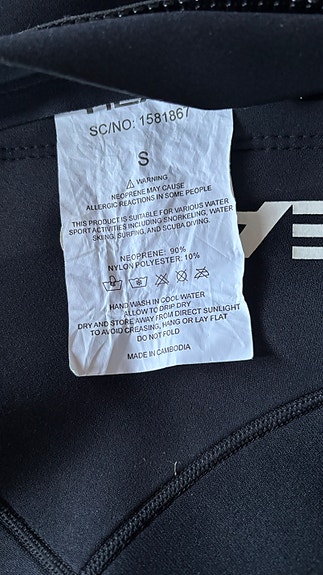 SC/NO: 1581867
S
⚠ WARNING
NEOPRENE MAY CAUSE
ALLERGIC REACTIONS IN SOME PEOPLE
THIS PRODUCT IS SUITABLE FOR VARIOUS WATER
SPORT ACTIVITIES INCLUDING SNORKELING, WATER
SKIING, SURFING, AND SCUBA DIVING.
NEOPRENE: 90%
NYLON POLYESTER: 10%
HAND WASH IN COOL WATER
ALLOW TO DRIP DRY
DRY AND STORE AWAY FROM DIRECT SUNLIGHT
TO AVOID CREASING, HANG OR LAY FLAT
DO NOT FOLD
MADE IN CAMBODIA